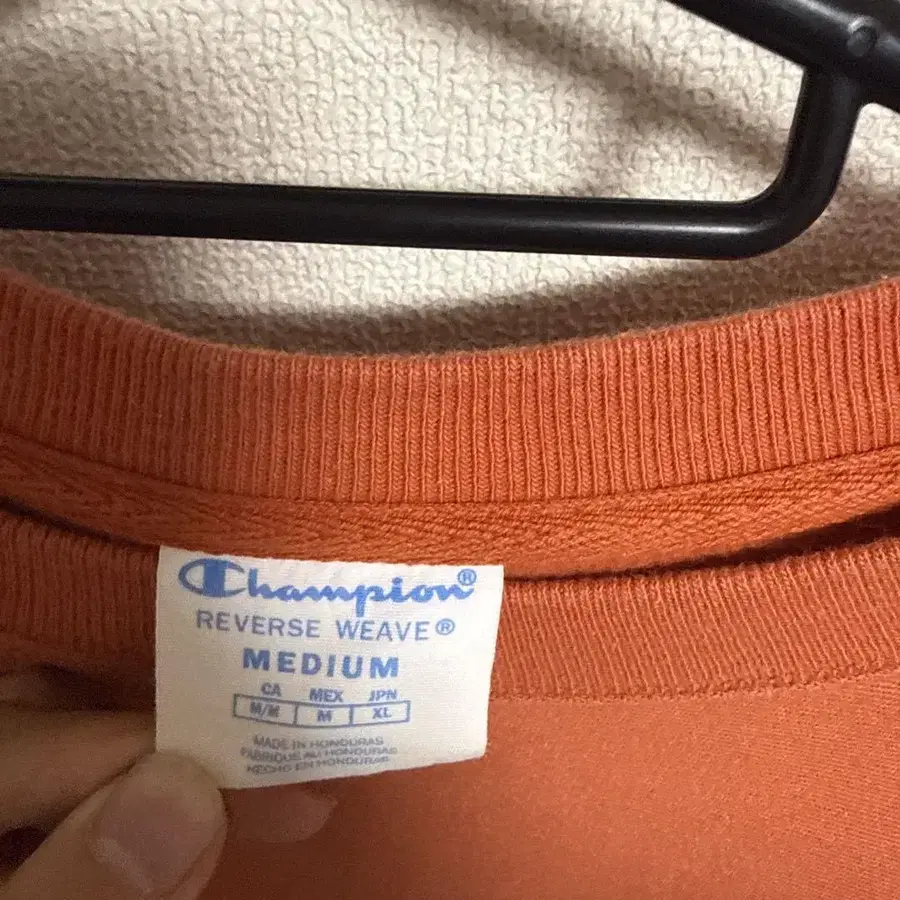 Champion®
REVERSE WEAVE®
MEDIUM
CA MEX JPN
M/M M XL
MADE IN HONDURAS
FABRIQUÉ AU HONDURAS
HECHO EN HONDURAS